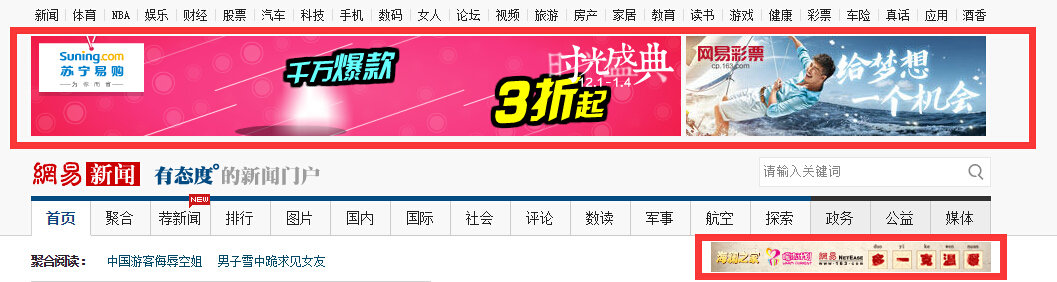 新闻 体育 NBA 娱乐 财经 股票 汽车 科技 手机 数码 女人 论坛 视频 旅游 房产 家居 教育 读书 游戏 健康 彩票 车险 真话 应用 酒香
Suning.com
苏宁易购
为你而省
千万爆款
3折起
时光盛典
12.1-1.4
网易彩票
cp.163.com
给梦想
一个机会
網易新闻 有态度°的新闻门户
请输入关键词
NEW
首页 聚合 荐新闻 排行 图片 国内 国际 社会 评论 数读 军事 航空 探索 政务 公益 媒体
聚合阅读: 中国游客侮辱空姐 男子雪中跪求见女友
海澜之家 網易 NETEASE
www.163.com
duo yi ke wen nuan
多一克温暖